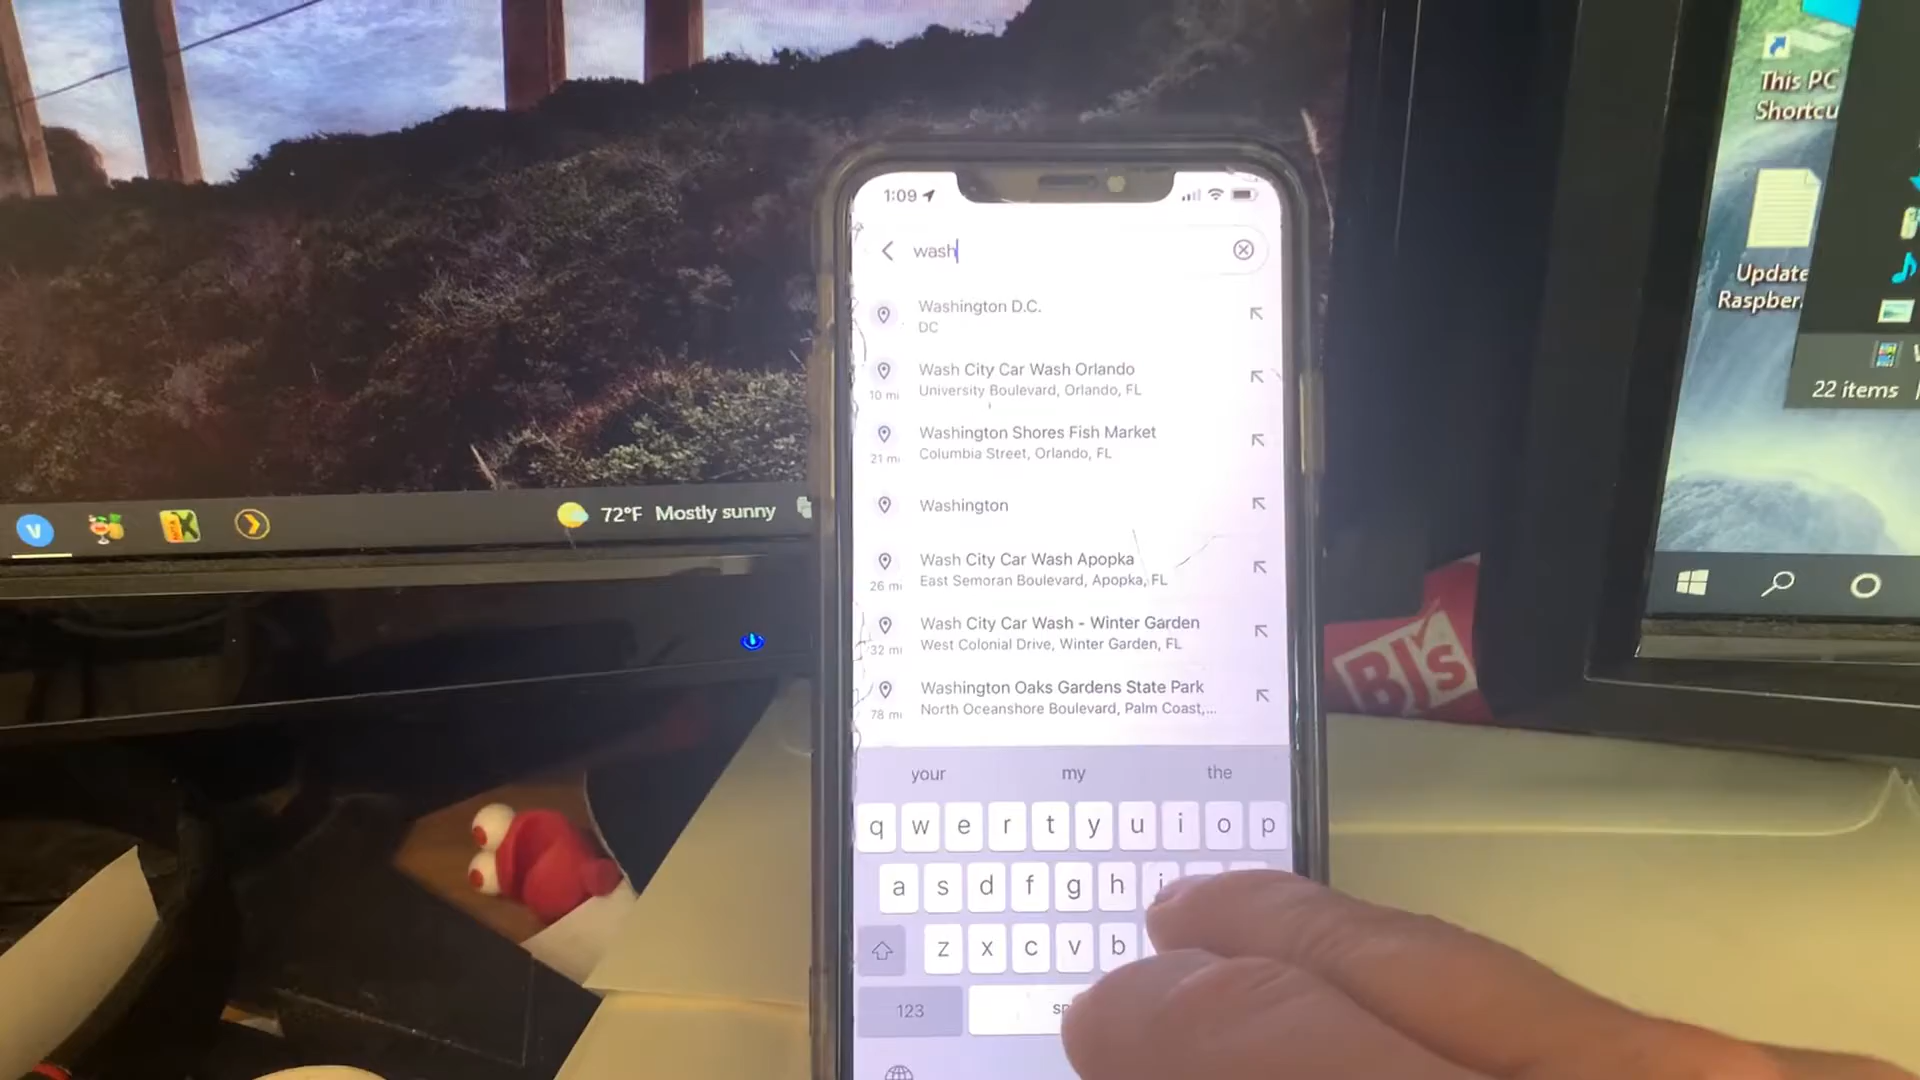 This PC
Shortcu
Update
Raspber
22 items
72°F Mostly sunny
V
BJs
1:09
wash
Washington D.C.
DC
Wash City Car Wash Orlando
10 mi University Boulevard, Orlando, FL
Washington Shores Fish Market
21 mi Columbia Street, Orlando, FL
Washington
Wash City Car Wash Apopka
26 mi East Semoran Boulevard, Apopka, FL
Wash City Car Wash - Winter Garden
32 mi West Colonial Drive, Winter Garden, FL
Washington Oaks Gardens State Park
78 mi North Oceanshore Boulevard, Palm Coast,...
your my the
q w e r t y u i o p
a s d f g h j
z x c v b
123 sp